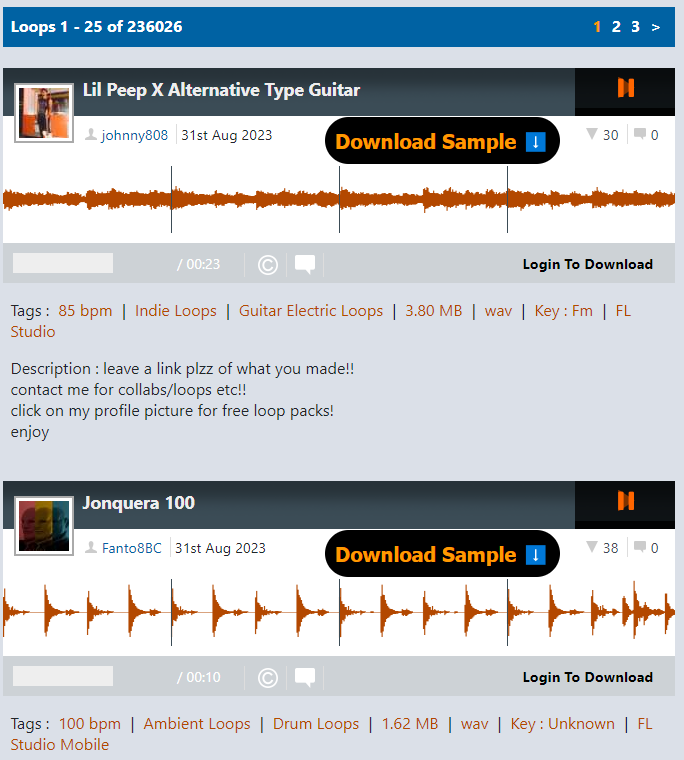 Loops 1 - 25 of 236026 1 2 3 >
Lil Peep X Alternative Type Guitar
johnny808 31st Aug 2023 Download Sample ⬇ 30 0
/ 00:23 © Login To Download
Tags : 85 bpm | Indie Loops | Guitar Electric Loops | 3.80 MB | wav | Key : Fm | FL
Studio
Description : leave a link plzz of what you made!!
contact me for collabs/loops etc!!
click on my profile picture for free loop packs!
enjoy
Jonquera 100
Fanto8BC 31st Aug 2023 Download Sample ⬇ 38 0
/ 00:10 © Login To Download
Tags : 100 bpm | Ambient Loops | Drum Loops | 1.62 MB | wav | Key : Unknown | FL
Studio Mobile